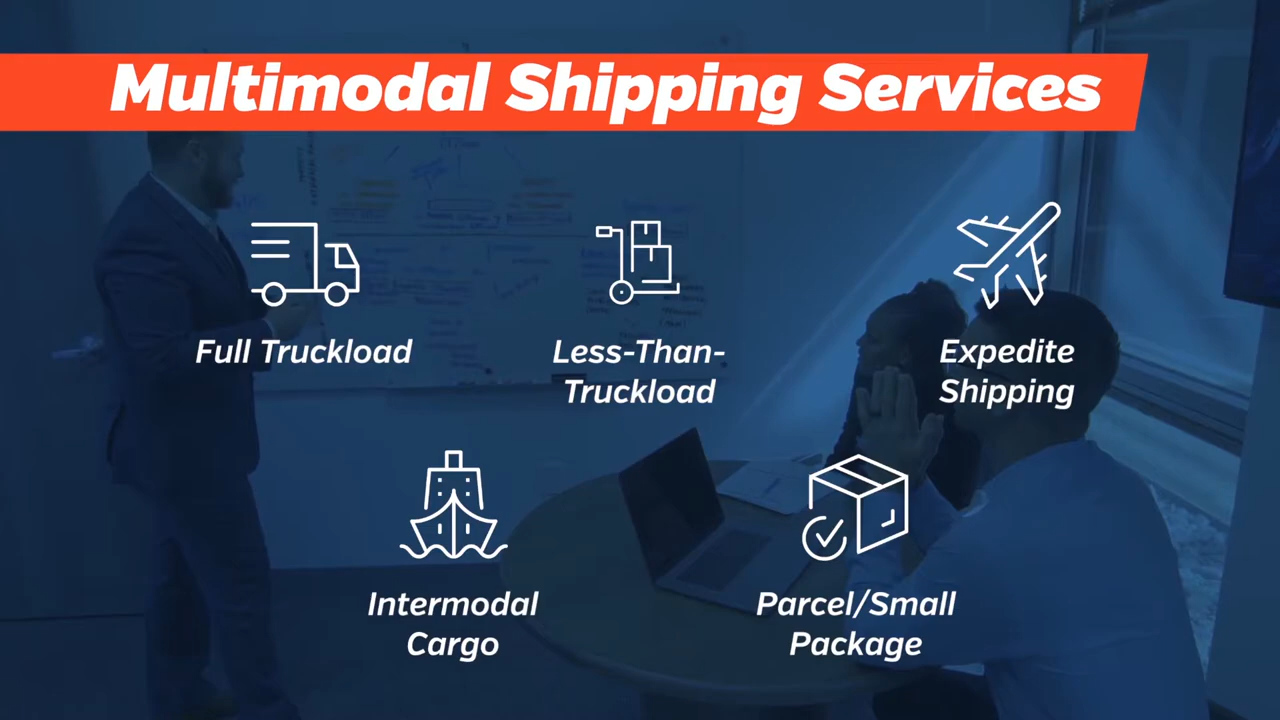 Multimodal Shipping Services
Full Truckload
Less-Than-
Truckload
Expedite
Shipping
Intermodal
Cargo
Parcel/Small
Package